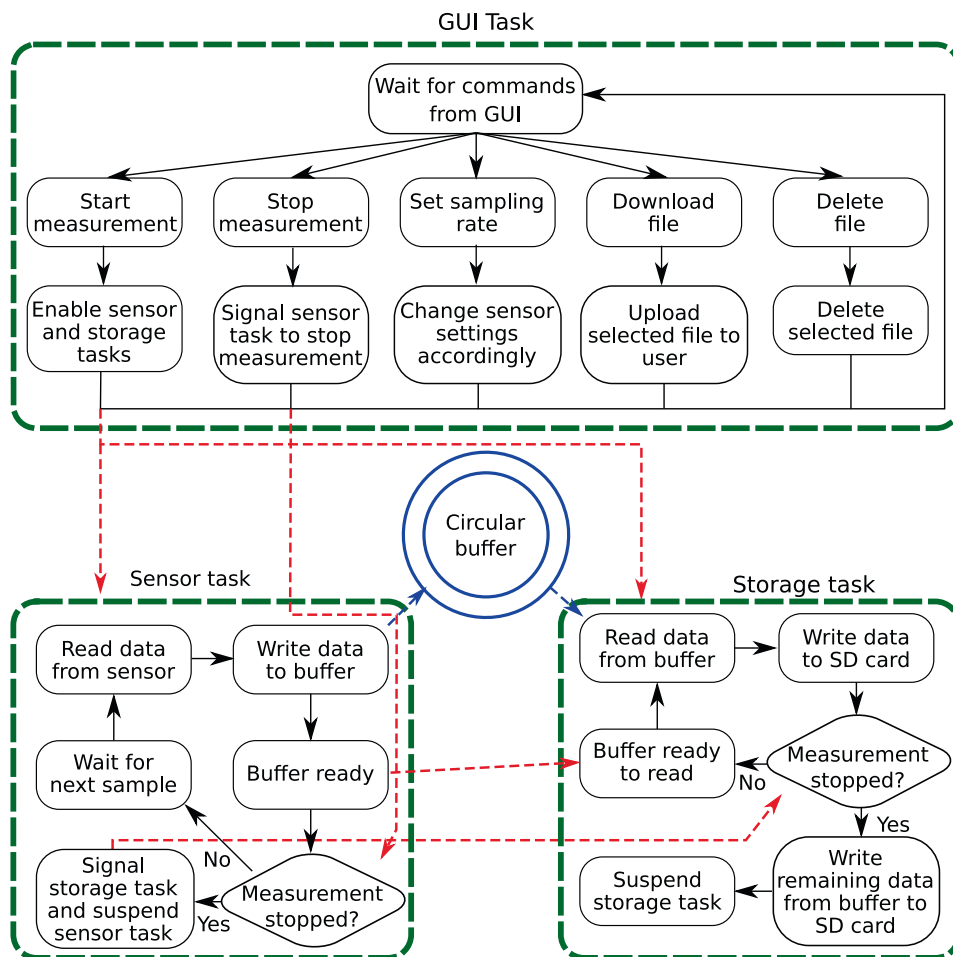 GUI Task
Wait for commands
from GUI
Start
measurement
Stop
measurement
Set sampling
rate
Download
file
Delete
file
Enable sensor
and storage
tasks
Signal sensor
task to stop
measurement
Change sensor
settings
accordingly
Upload
selected file to
user
Delete
selected file
Circular
buffer
Sensor task
Read data
from sensor
Write data
to buffer
Wait for
next sample
Buffer ready
No
Signal
storage task
and suspend
sensor task
Yes
Measurement
stopped?
Storage task
Read data
from buffer
Write data
to SD card
Buffer ready
to read
No
Measurement
stopped?
Yes
Suspend
storage task
Write
remaining data
from buffer to
SD card